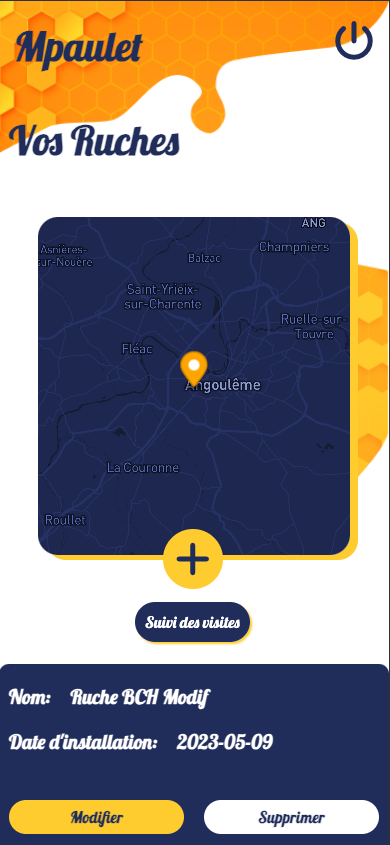 Mpaulet
Vos Ruches
ANG
Asnières-
sur-Nouère
Balzac
Champniers
Saint-Yrieix-
sur-Charente
Ruelle-sur-
Touvre
Fléac
Angoulême
La Couronne
Roullet
Suivi des visites
Nom: Ruche BCH Modif
Date d'installation: 2023-05-09
Modifier
Supprimer